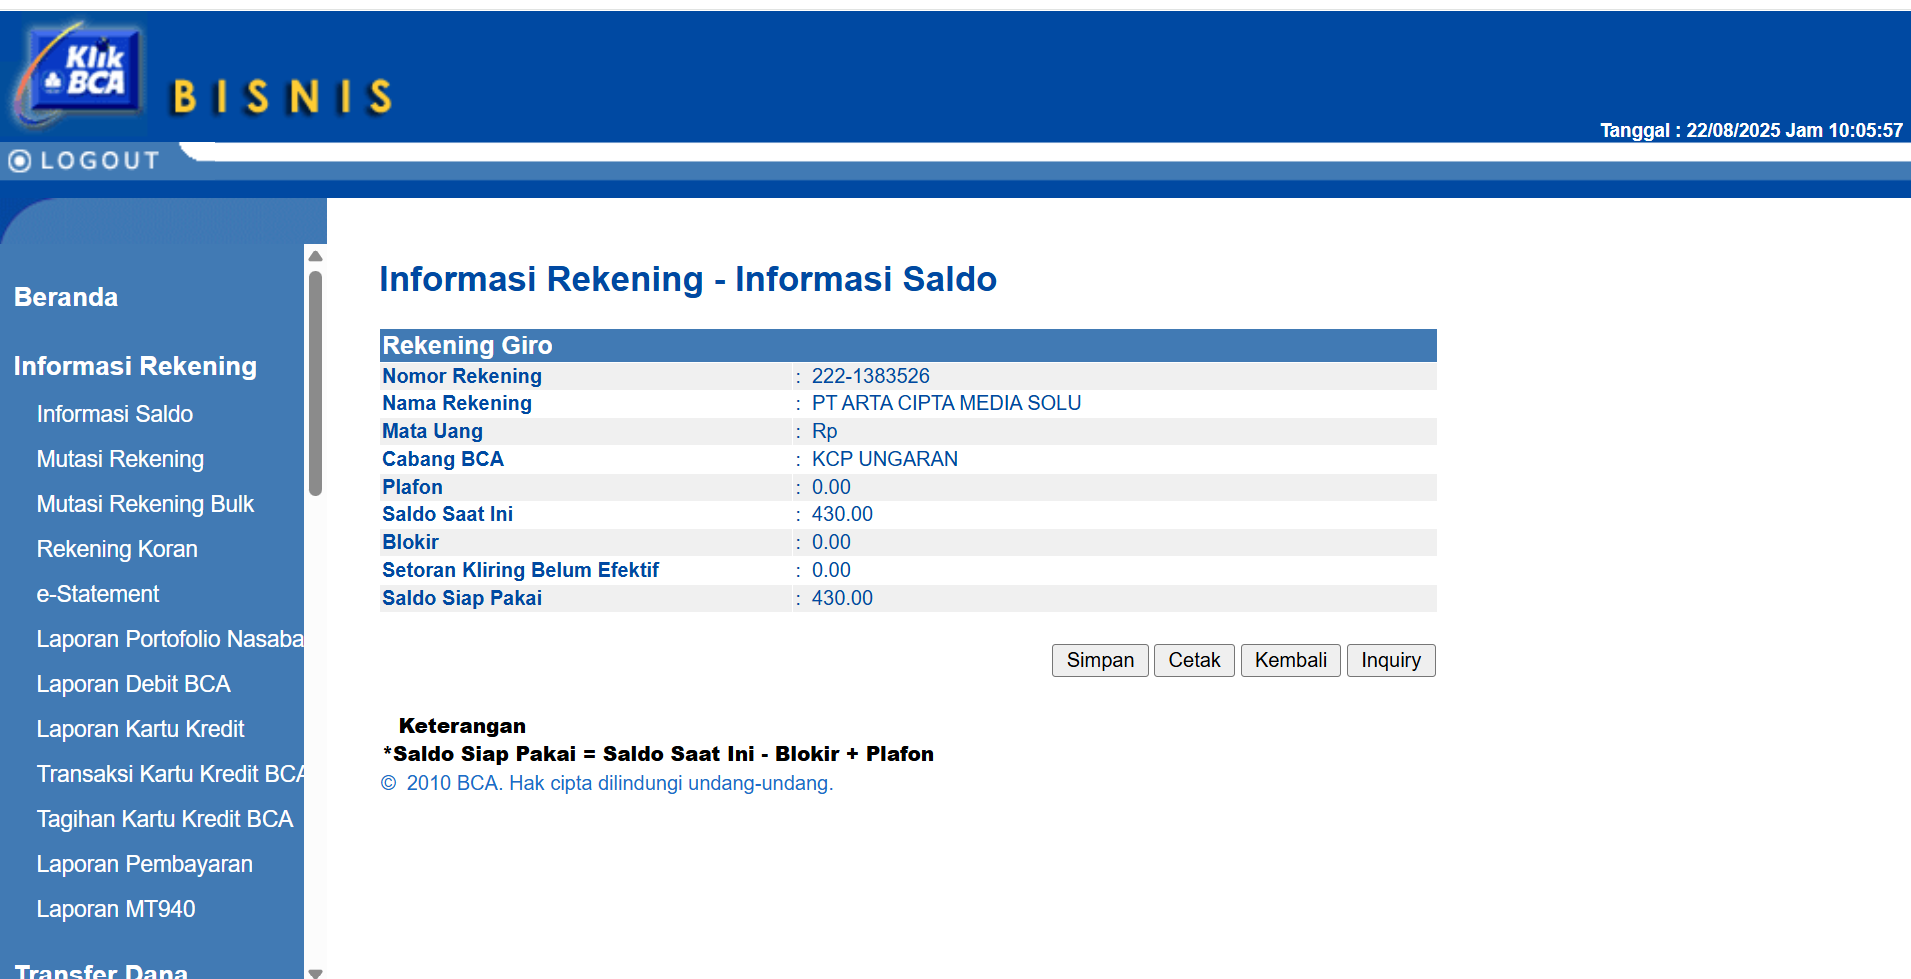 Klik
BCA
BISNIS
Tanggal : 22/08/2025 Jam 10:05:57
LOGOUT
Beranda
Informasi Rekening
Informasi Saldo
Mutasi Rekening
Mutasi Rekening Bulk
Rekening Koran
e-Statement
Laporan Portofolio Nasaba
Laporan Debit BCA
Laporan Kartu Kredit
Transaksi Kartu Kredit BCA
Tagihan Kartu Kredit BCA
Laporan Pembayaran
Laporan MT940
Transfer Dana
Informasi Rekening - Informasi Saldo
Rekening Giro
Nomor Rekening : 222-1383526
Nama Rekening : PT ARTA CIPTA MEDIA SOLU
Mata Uang : Rp
Cabang BCA : KCP UNGARAN
Plafon : 0.00
Saldo Saat Ini : 430.00
Blokir : 0.00
Setoran Kliring Belum Efektif : 0.00
Saldo Siap Pakai : 430.00
Simpan Cetak Kembali Inquiry
Keterangan
*Saldo Siap Pakai = Saldo Saat Ini - Blokir + Plafon
© 2010 BCA. Hak cipta dilindungi undang-undang.